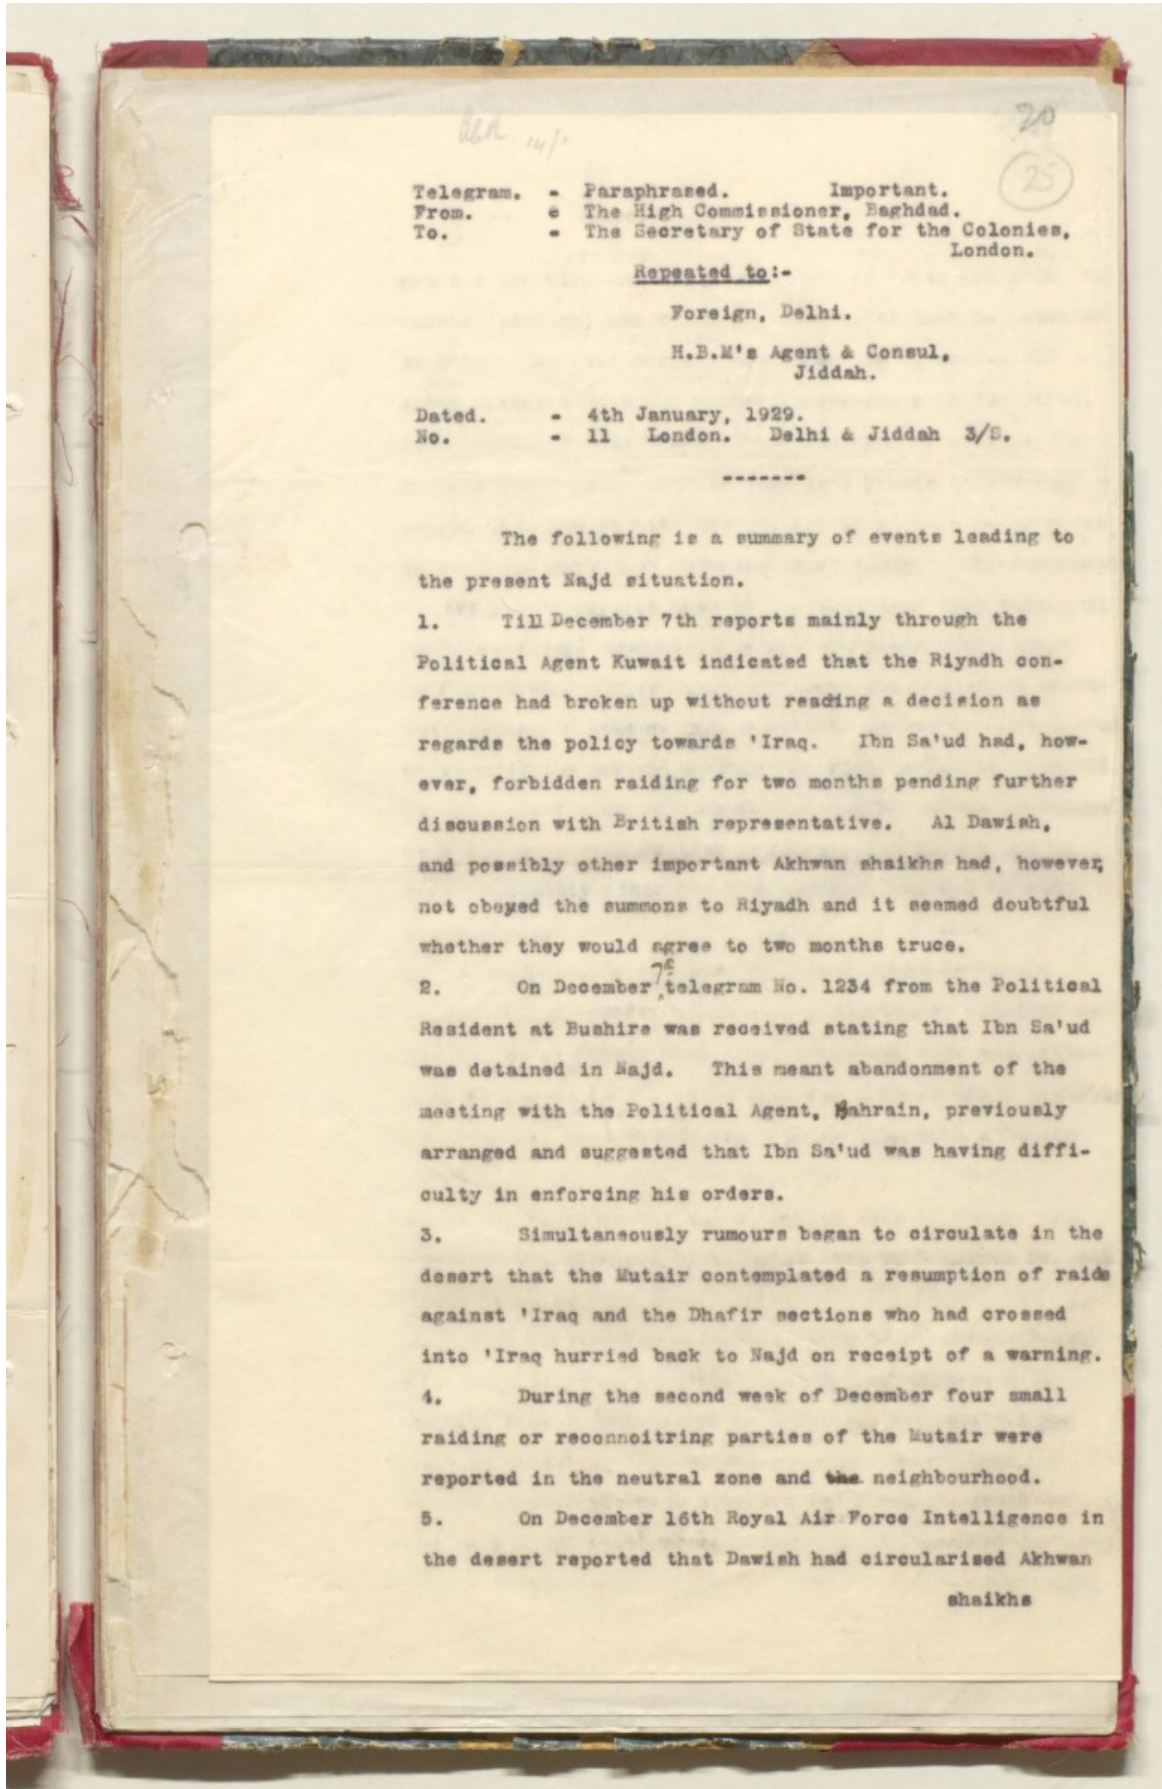 20
25
Telegram. - Paraphrased. Important.
From. e The High Commissioner, Baghdad.
To. - The Secretary of State for the Colonies,
London.
Repeated to:-
Foreign, Delhi.
H.B.M's Agent & Consul,
Jiddah.
Dated. - 4th January, 1929.
No. - 11 London. Delhi & Jiddah 3/S.
-------
The following is a summary of events leading to
the present Najd situation.
1. Till December 7th reports mainly through the
Political Agent Kuwait indicated that the Riyadh con-
ference had broken up without reading a decision as
regards the policy towards 'Iraq. Ibn Sa'ud had, how-
ever, forbidden raiding for two months pending further
discussion with British representative. Al Dawish,
and possibly other important Akhwan shaikhs had, however,
not obeyed the summons to Riyadh and it seemed doubtful
whether they would agree to two months truce.
2. On December 7th telegram No. 1234 from the Political
Resident at Bushire was received stating that Ibn Sa'ud
was detained in Najd. This meant abandonment of the
meeting with the Political Agent, Bahrain, previously
arranged and suggested that Ibn Sa'ud was having diffi-
culty in enforcing his orders.
3. Simultaneously rumours began to circulate in the
desert that the Mutair contemplated a resumption of raids
against 'Iraq and the Dhafir sections who had crossed
into 'Iraq hurried back to Najd on receipt of a warning.
4. During the second week of December four small
raiding or reconnoitring parties of the Mutair were
reported in the neutral zone and the neighbourhood.
5. On December 16th Royal Air Force Intelligence in
the desert reported that Dawish had circularised Akhwan
shaikhs